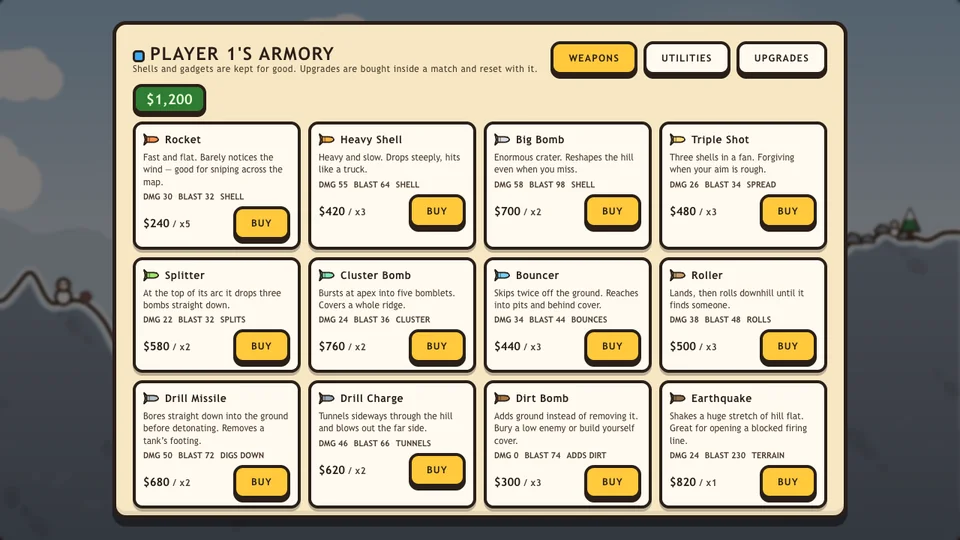 PLAYER 1'S ARMORY
Shells and gadgets are kept for good. Upgrades are bought inside a match and reset with it.
WEAPONS
UTILITIES
UPGRADES
$1,200
Rocket
Fast and flat. Barely notices the
wind — good for sniping across the
map.
DMG 30 BLAST 32 SHELL
$240 / x5
BUY
Heavy Shell
Heavy and slow. Drops steeply, hits
like a truck.
DMG 55 BLAST 64 SHELL
$420 / x3
BUY
Big Bomb
Enormous crater. Reshapes the hill
even when you miss.
DMG 58 BLAST 98 SHELL
$700 / x2
BUY
Triple Shot
Three shells in a fan. Forgiving
when your aim is rough.
DMG 26 BLAST 34 SPREAD
$480 / x3
BUY
Splitter
At the top of its arc it drops three
bombs straight down.
DMG 22 BLAST 32 SPLITS
$580 / x2
BUY
Cluster Bomb
Bursts at apex into five bomblets.
Covers a whole ridge.
DMG 24 BLAST 36 CLUSTER
$760 / x2
BUY
Bouncer
Skips twice off the ground. Reaches
into pits and behind cover.
DMG 34 BLAST 44 BOUNCES
$440 / x3
BUY
Roller
Lands, then rolls downhill until it
finds someone.
DMG 38 BLAST 48 ROLLS
$500 / x3
BUY
Drill Missile
Bores straight down into the ground
before detonating. Removes a
tank's footing.
DMG 50 BLAST 72 DIGS DOWN
$680 / x2
BUY
Drill Charge
Tunnels sideways through the hill
and blows out the far side.
DMG 46 BLAST 66 TUNNELS
$620 / x2
BUY
Dirt Bomb
Adds ground instead of removing it.
Bury a low enemy or build yourself
cover.
DMG 0 BLAST 74 ADDS DIRT
$300 / x3
BUY
Earthquake
Shakes a huge stretch of hill flat.
Great for opening a blocked firing
line.
DMG 24 BLAST 230 TERRAIN
$820 / x1
BUY